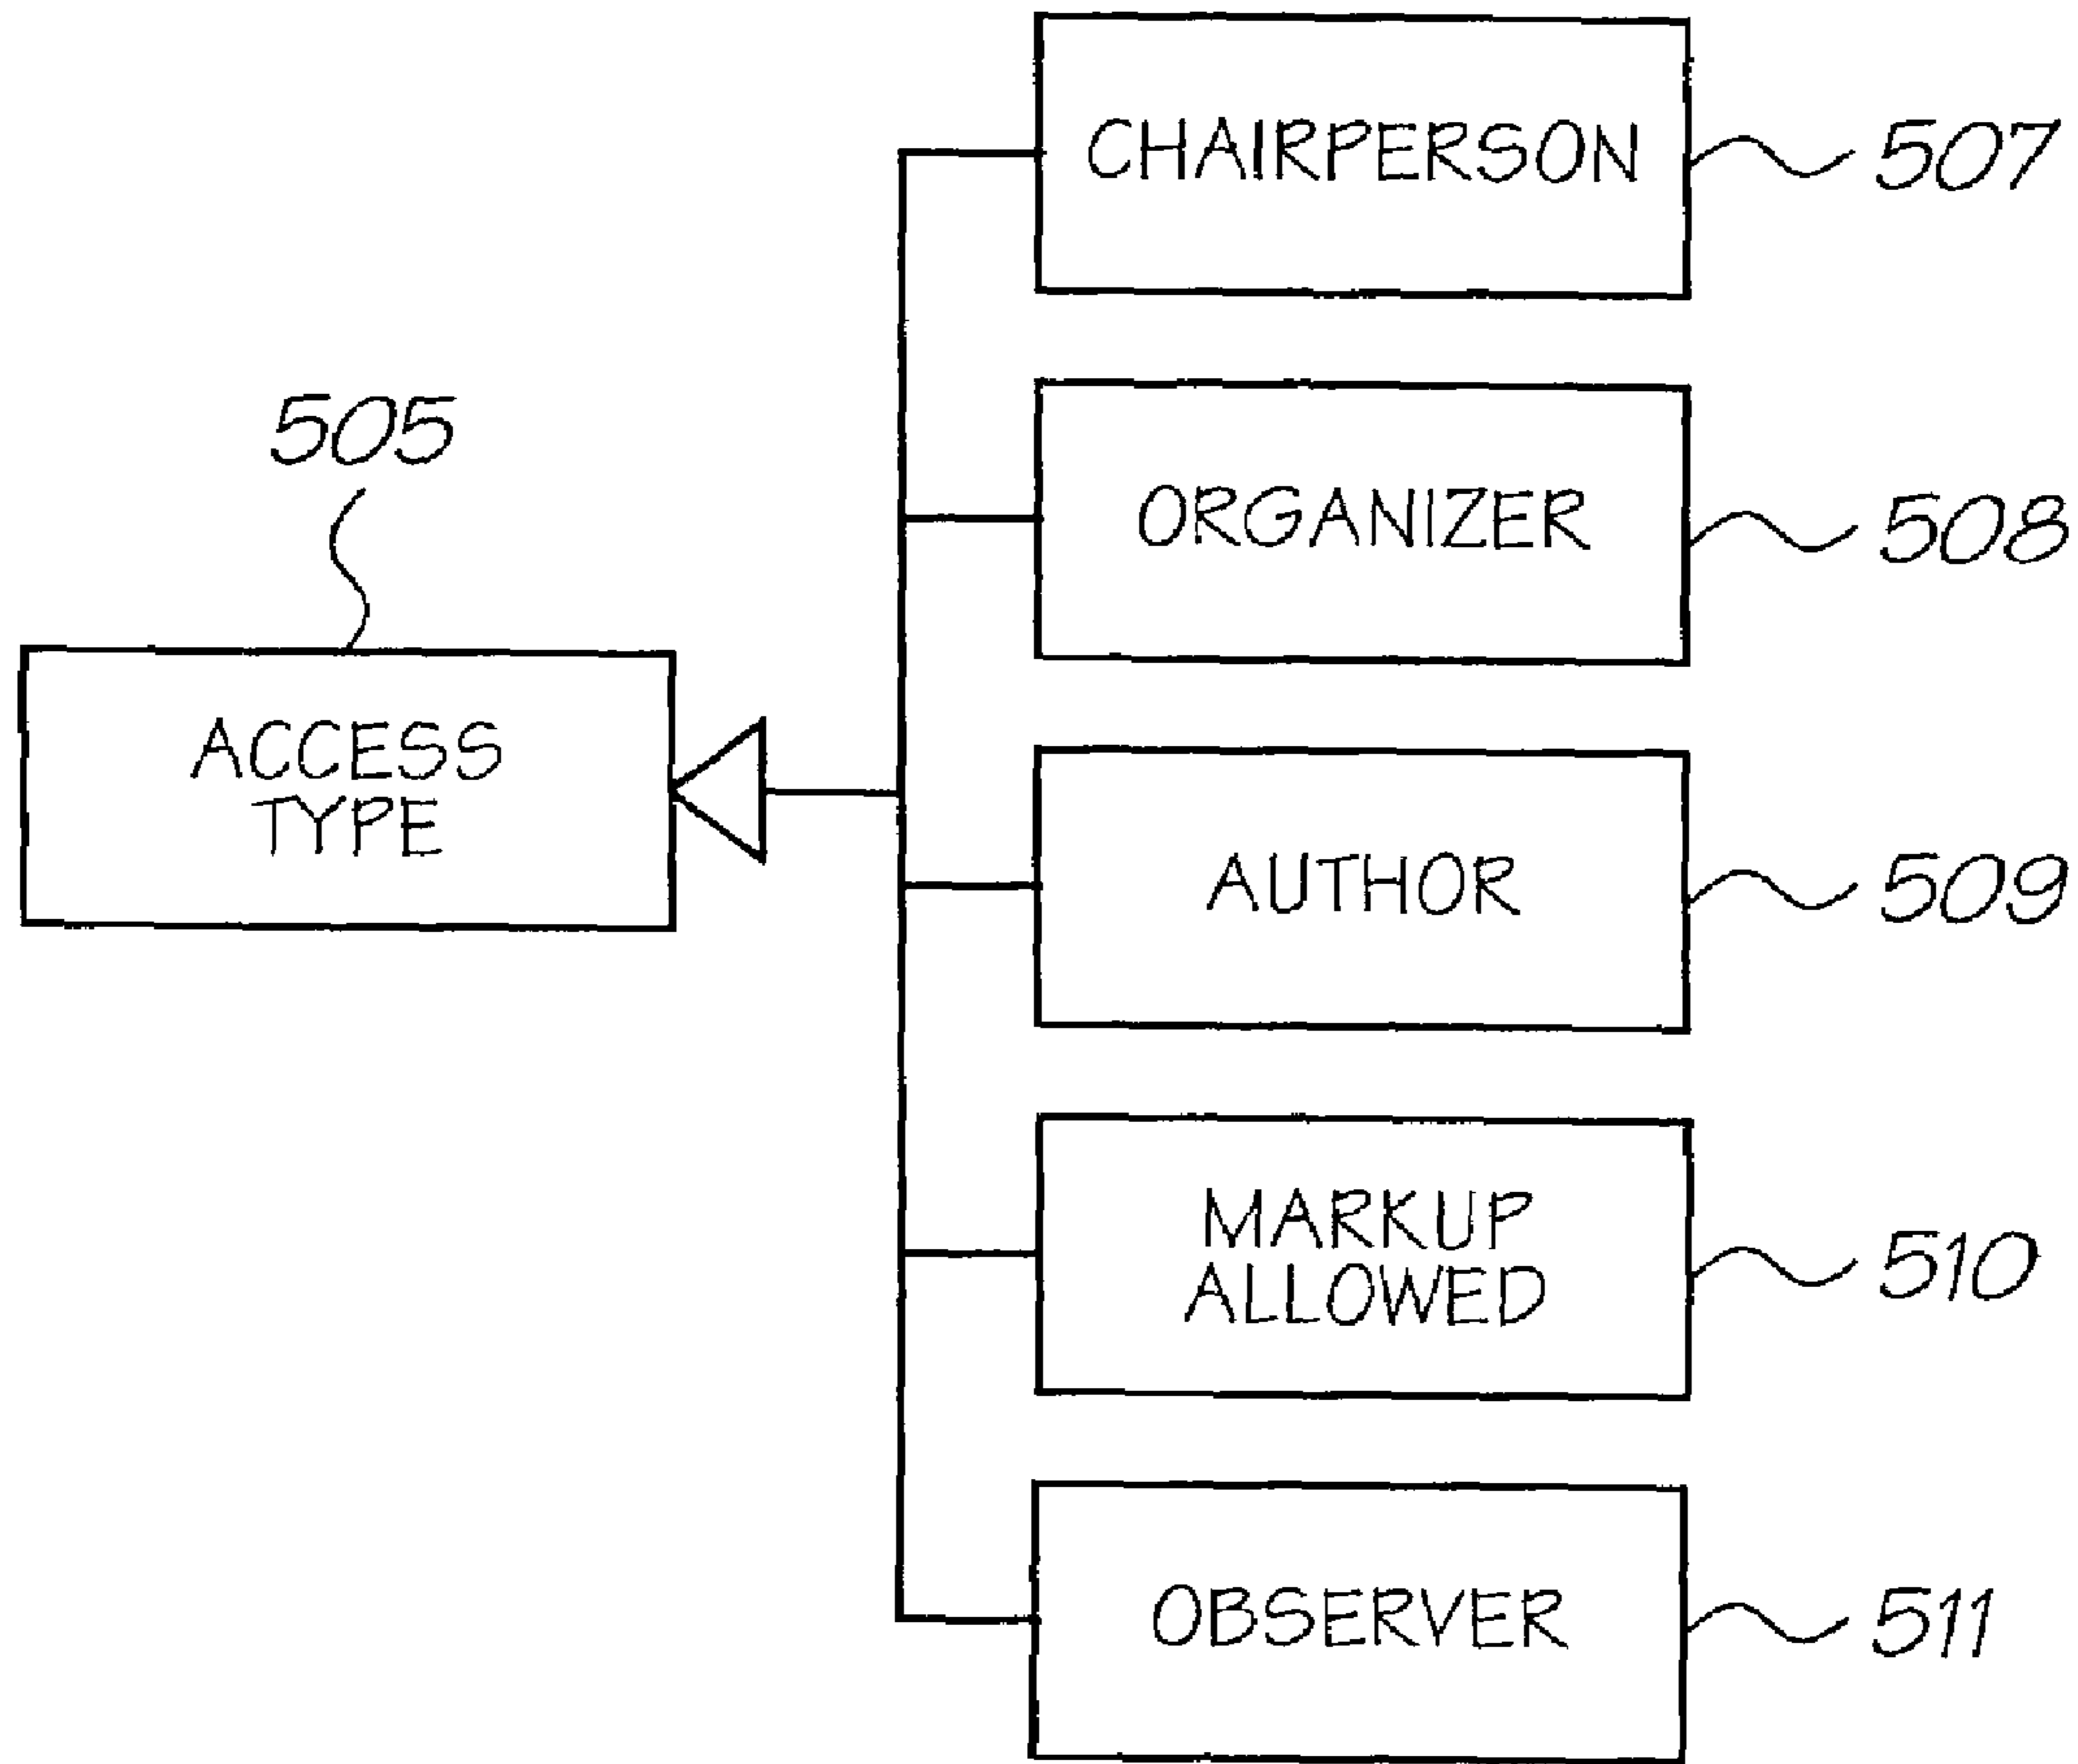 CHAIRPERSON
507
505
ORGANIZER
508
ACCESS
TYPE
AUTHOR
509
MARKUP
ALLOWED
510
OBSERVER
511